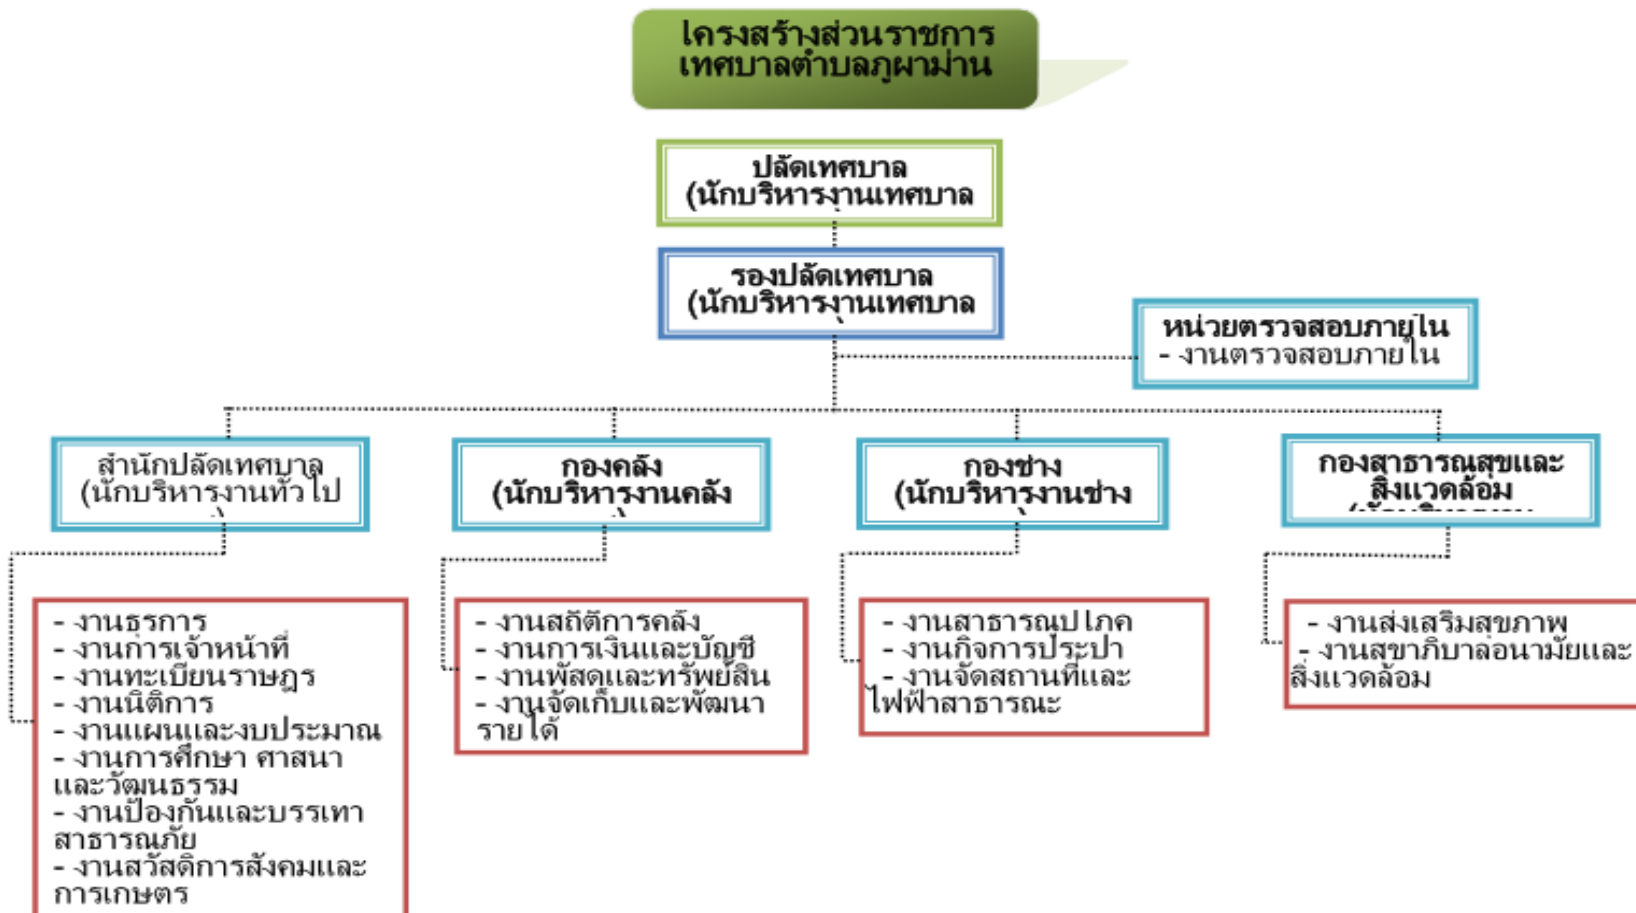 โครงสร้างส่วนราชการ
เทศบาลตำบลภูผาม่าน
ปลัดเทศบาล
(นักบริหารงานเทศบาล
รองปลัดเทศบาล
(นักบริหารงานเทศบาล
หน่วยตรวจสอบภายใน
- งานตรวจสอบภายใน
สำนักปลัดเทศบาล
(นักบริหารงานทั่วไป
กองคลัง
(นักบริหารงานคลัง
กองช่าง
(นักบริหารงานช่าง
กองสาธารณสุขและ
สิ่งแวดล้อม
- งานธุรการ
- งานการเจ้าหน้าที่
- งานทะเบียนราษฎร
- งานนิติการ
- งานแผนและงบประมาณ
- งานการศึกษา ศาสนา
และวัฒนธรรม
- งานป้องกันและบรรเทา
สาธารณภัย
- งานสวัสดิการสังคมและ
การเกษตร
- งานสถิติการคลัง
- งานการเงินและบัญชี
- งานพัสดุและทรัพย์สิน
- งานจัดเก็บและพัฒนา
รายได้
- งานสาธารณูปโภค
- งานกิจการประปา
- งานจัดสถานที่และ
ไฟฟ้าสาธารณะ
- งานส่งเสริมสุขภาพ
- งานสุขาภิบาลอนามัยและ
สิ่งแวดล้อม